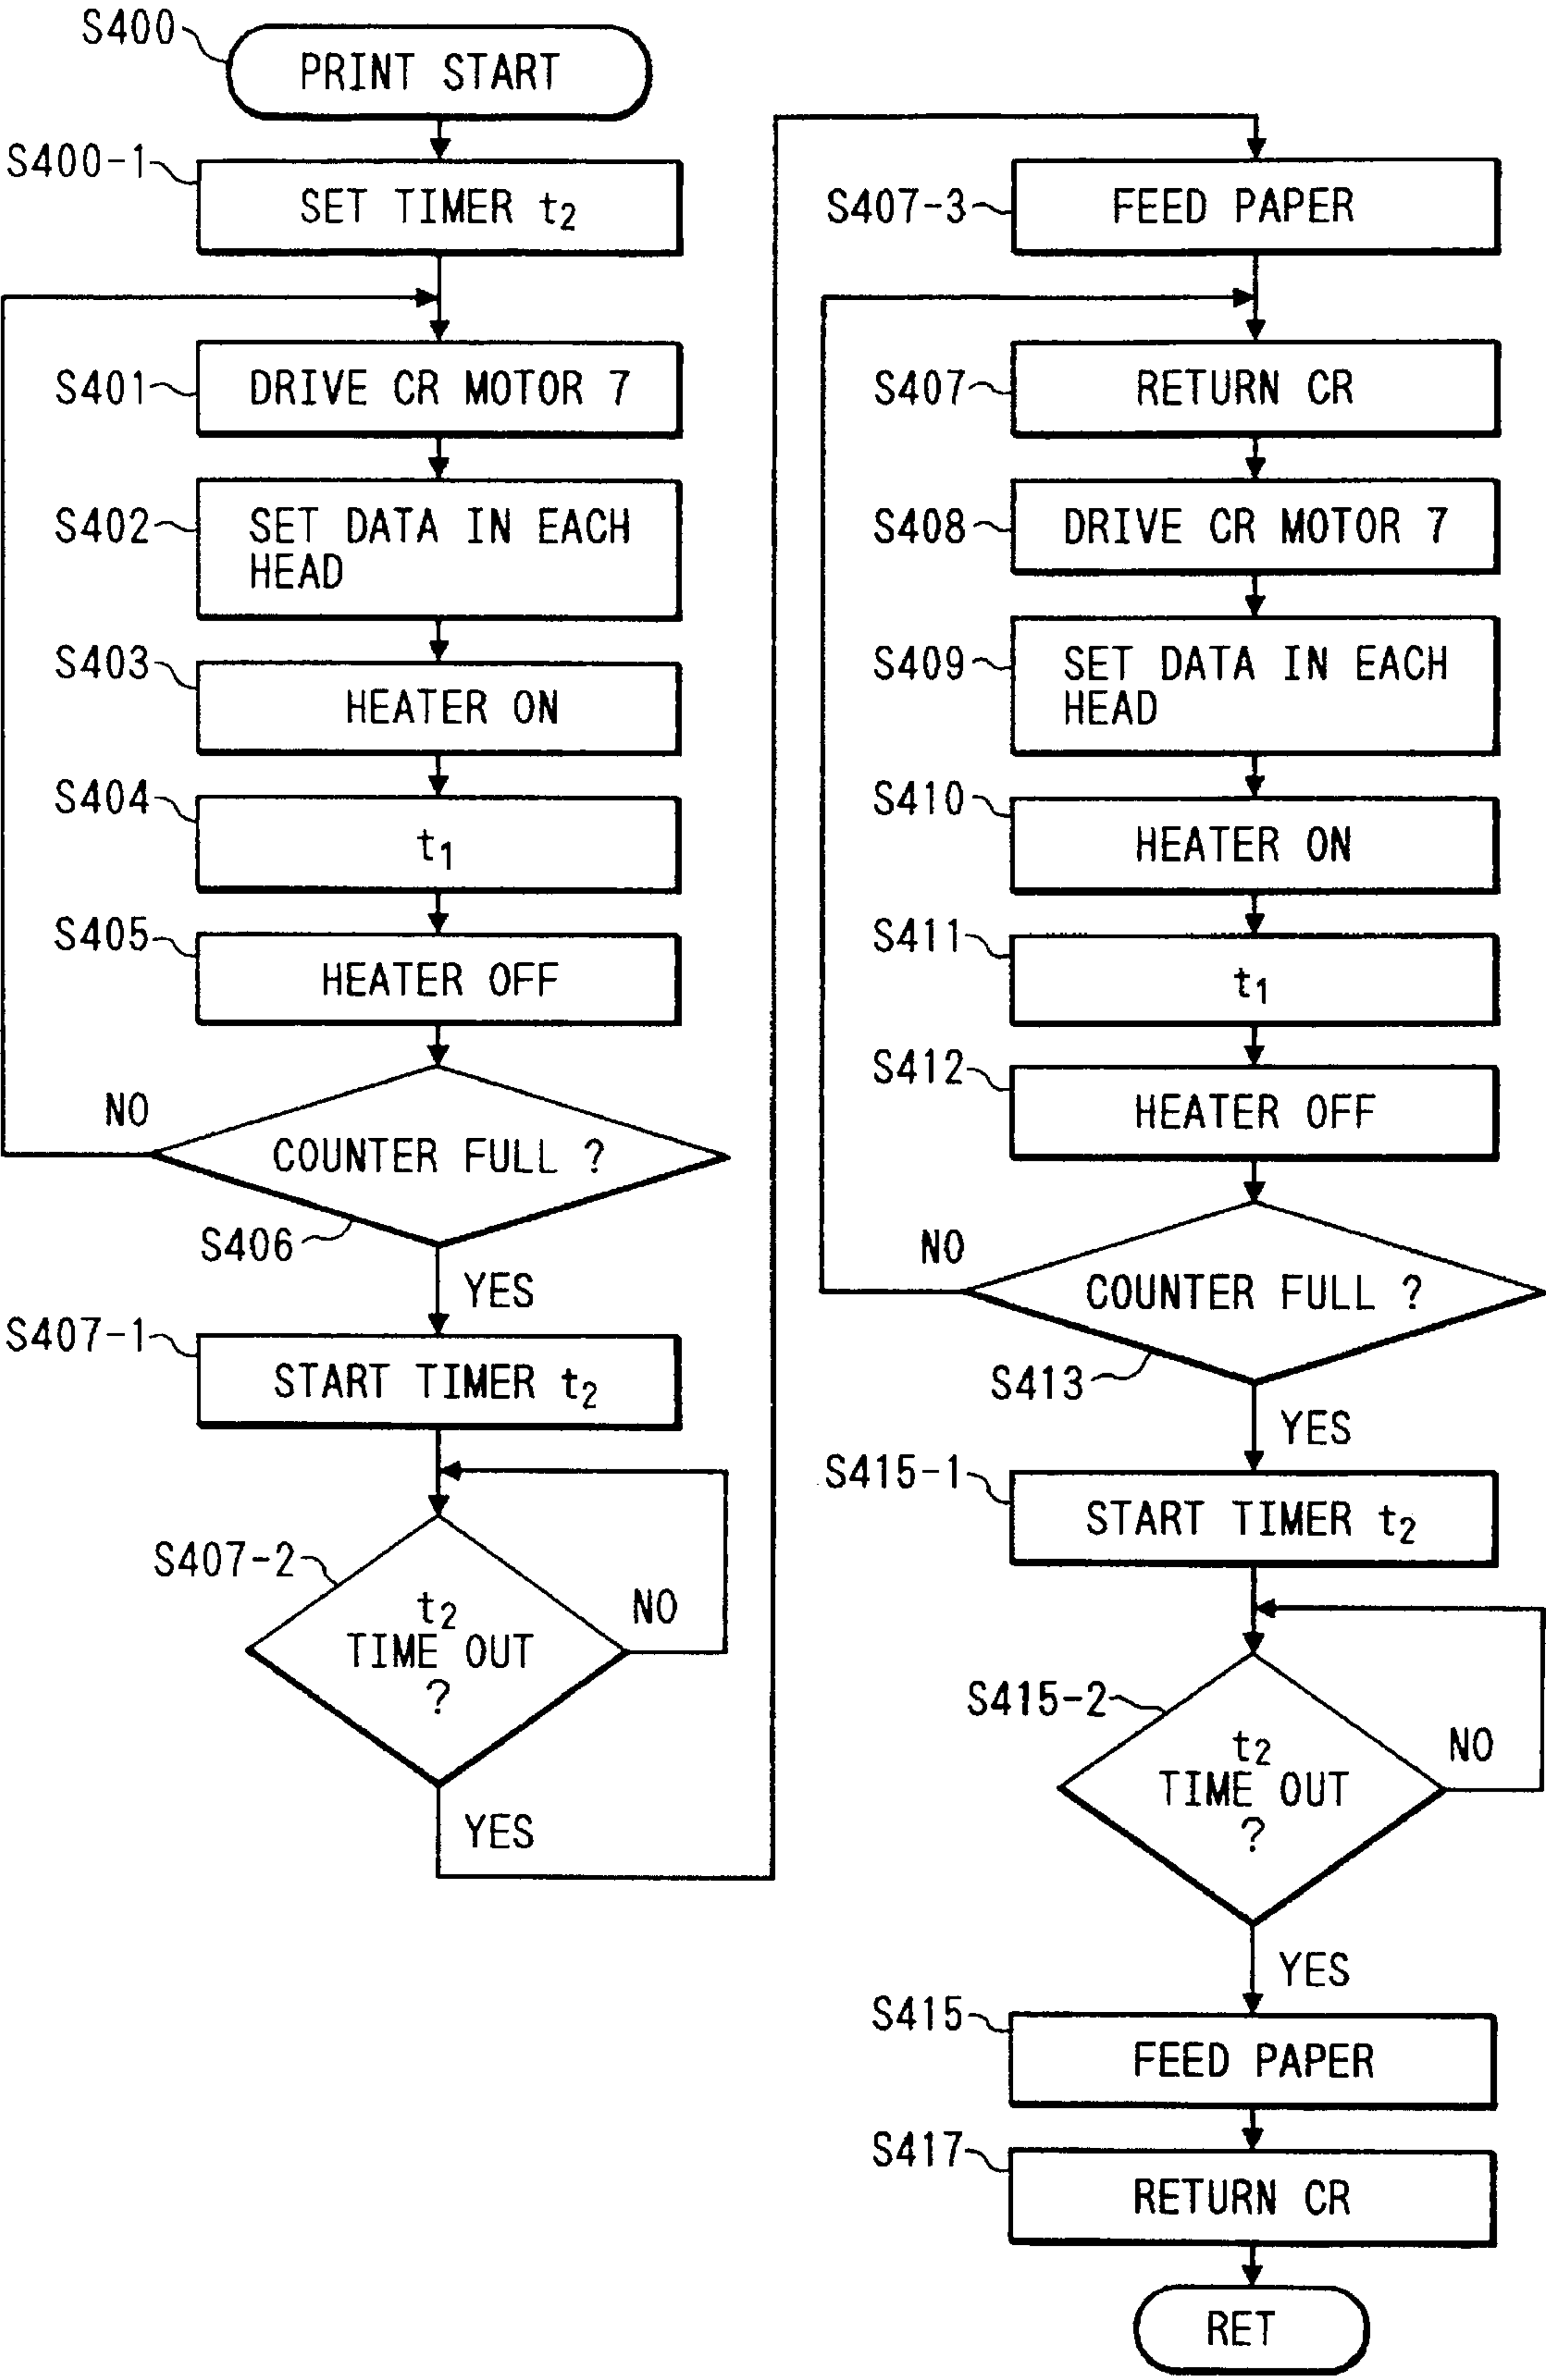 S400
PRINT START
S400-1
SET TIMER t2
S401
DRIVE CR MOTOR 7
S402
SET DATA IN EACH
HEAD
S403
HEATER ON
S404
t1
S405
HEATER OFF
NO
COUNTER FULL ?
S406
YES
S407-1
START TIMER t2
S407-2
t2
TIME OUT
?
NO
YES
S407-3
FEED PAPER
S407
RETURN CR
S408
DRIVE CR MOTOR 7
S409
SET DATA IN EACH
HEAD
S410
HEATER ON
S411
t1
S412
HEATER OFF
NO
COUNTER FULL ?
S413
YES
S415-1
START TIMER t2
S415-2
t2
TIME OUT
?
NO
YES
S415
FEED PAPER
S417
RETURN CR
RET